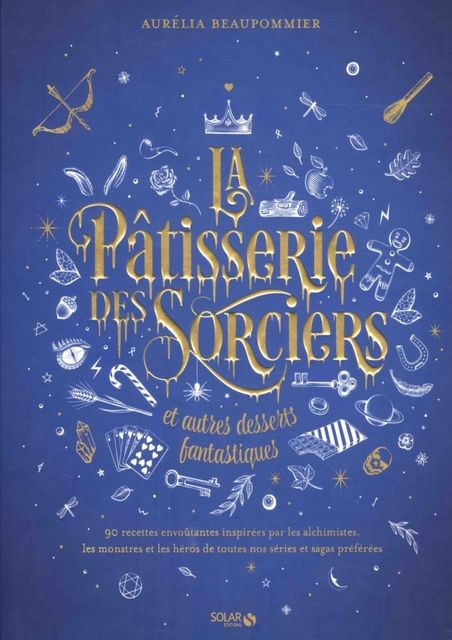 AURÉLIA BEAUPOMMIER
LA
PÂTISSERIE
DES SORCIERS
et autres desserts
fantastiques
90 recettes envoûtantes inspirées par les alchimistes,
les monstres et les héros de toutes nos séries et sagas préférées
SOLAR
ÉDITIONS